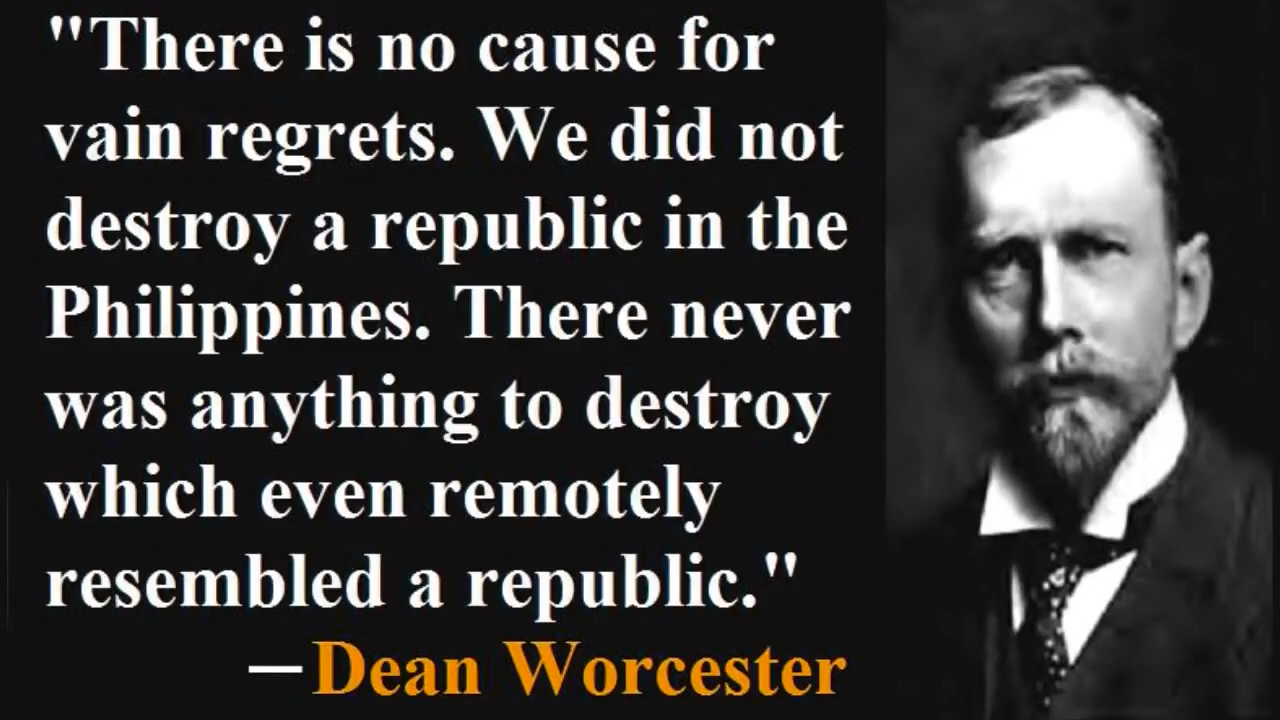 "There is no cause for
vain regrets. We did not
destroy a republic in the
Philippines. There never
was anything to destroy
which even remotely
resembled a republic."
—Dean Worcester